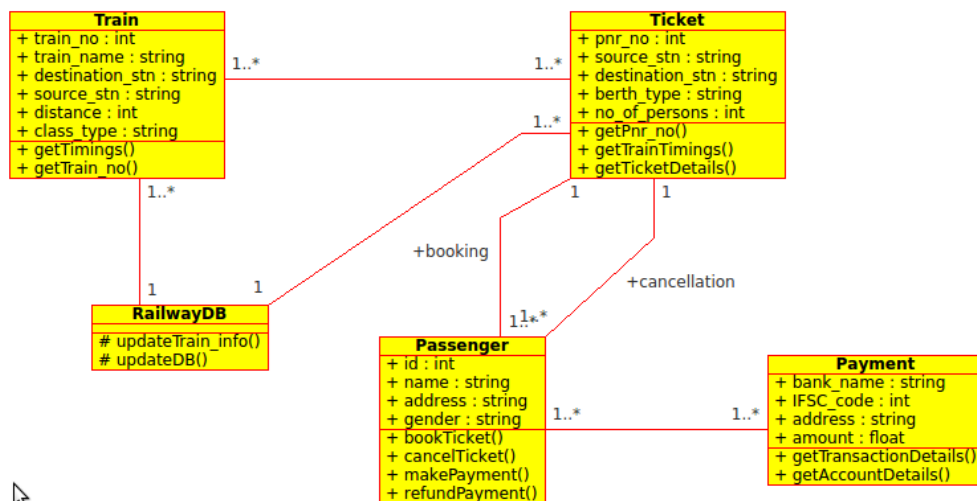 Train
+ train_no : int
+ train_name : string
+ destination_stn : string
+ source_stn : string
+ distance : int
+ class_type : string
+ getTimings()
+ getTrain_no()
1..*
1..*
Ticket
+ pnr_no : int
+ source_stn : string
+ destination_stn : string
+ berth_type : string
+ no_of_persons : int
+ getPnr_no()
+ getTrainTimings()
+ getTicketDetails()
1..*
1..*
1
1
+booking
+cancellation
1
1
RailwayDB
# updateTrain_info()
# updateDB()
1..*
1..*
Passenger
+ id : int
+ name : string
+ address : string
+ gender : string
+ bookTicket()
+ cancelTicket()
+ makePayment()
+ refundPayment()
1..*
1..*
Payment
+ bank_name : string
+ IFSC_code : int
+ address : string
+ amount : float
+ getTransactionDetails()
+ getAccountDetails()